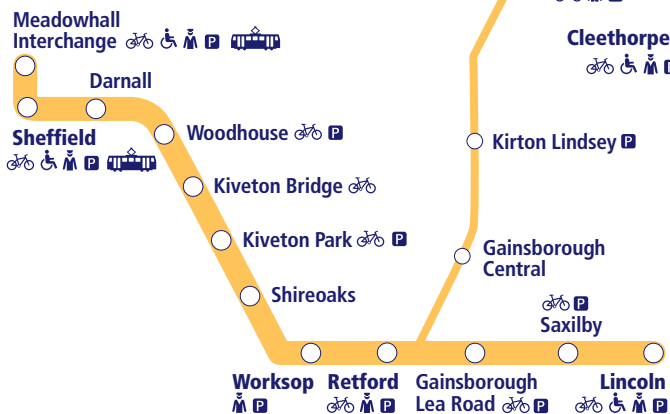 Meadowhall
Interchange P
Cleethorpe
P
Darnall
Sheffield
P
Woodhouse P
Kirton Lindsey P
Kiveton Bridge
Kiveton Park P
Gainsborough
Central
Shireoaks
P
Saxilby
Worksop
P
Retford
P
Gainsborough
Lea Road P
Lincoln
P